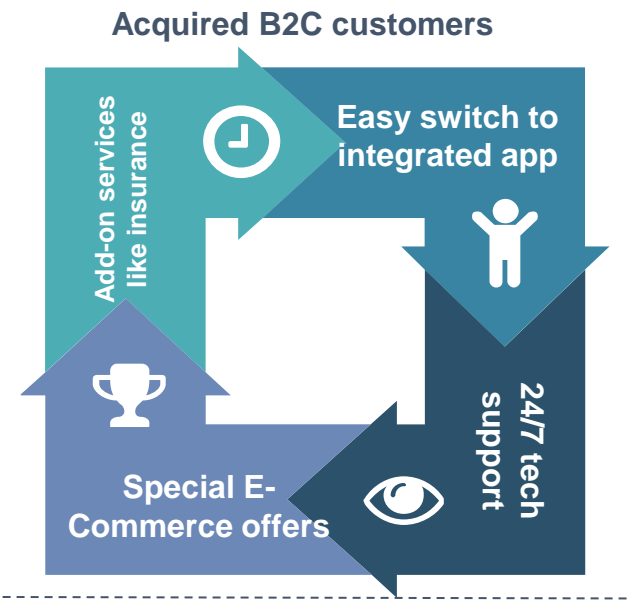 Acquired B2C customers
Add-on services
like insurance
Easy switch to
integrated app
24/7 tech
support
Special E-
Commerce offers